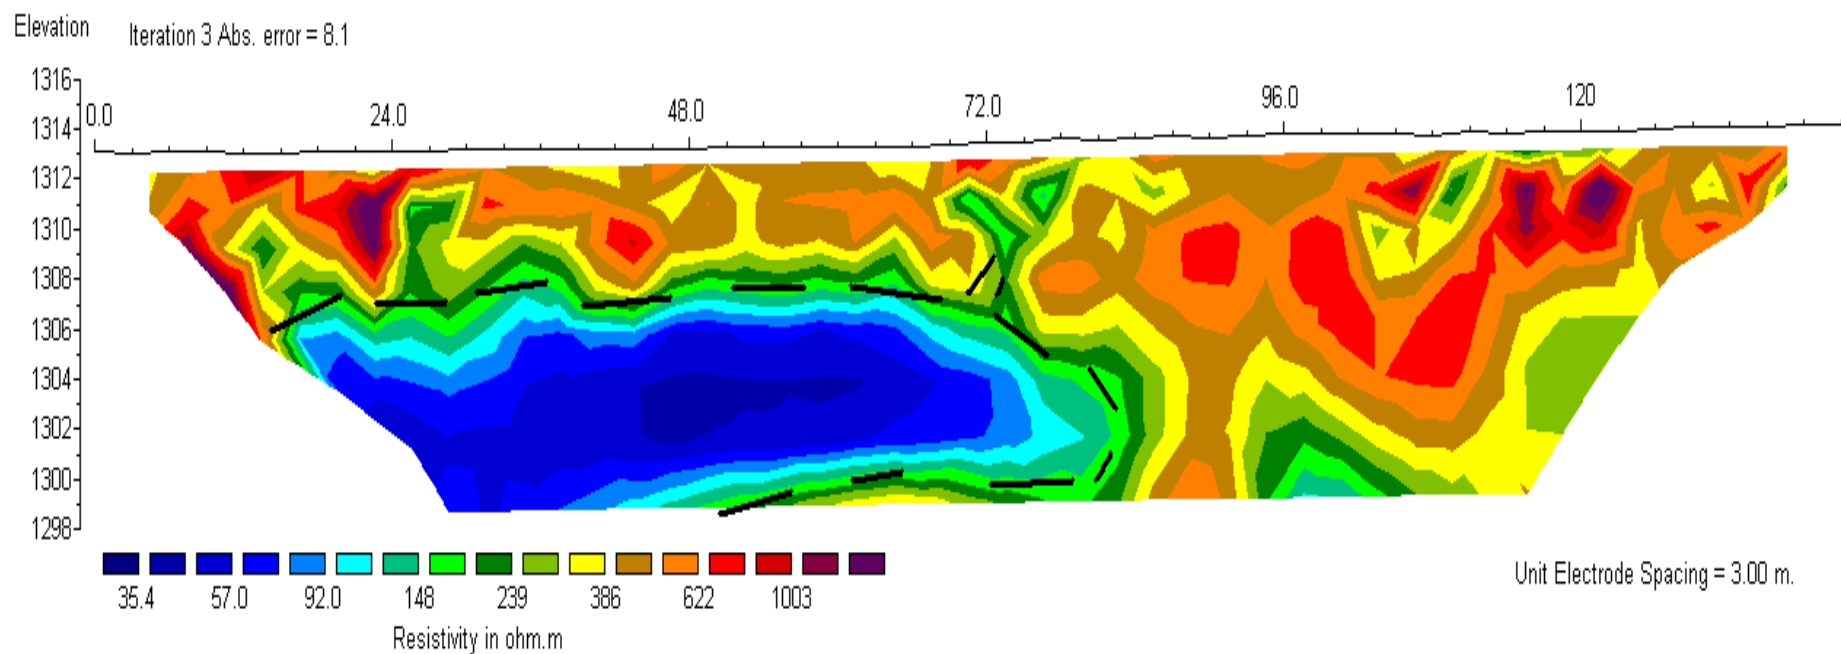 Elevation
Iteration 3 Abs. error = 8.1
1316
0.0 24.0 48.0 72.0 96.0 120
1314
1312
1310
1308
1306
1304
1302
1300
1298
35.4 57.0 92.0 148 239 386 622 1003
Resistivity in ohm.m
Unit Electrode Spacing = 3.00 m.